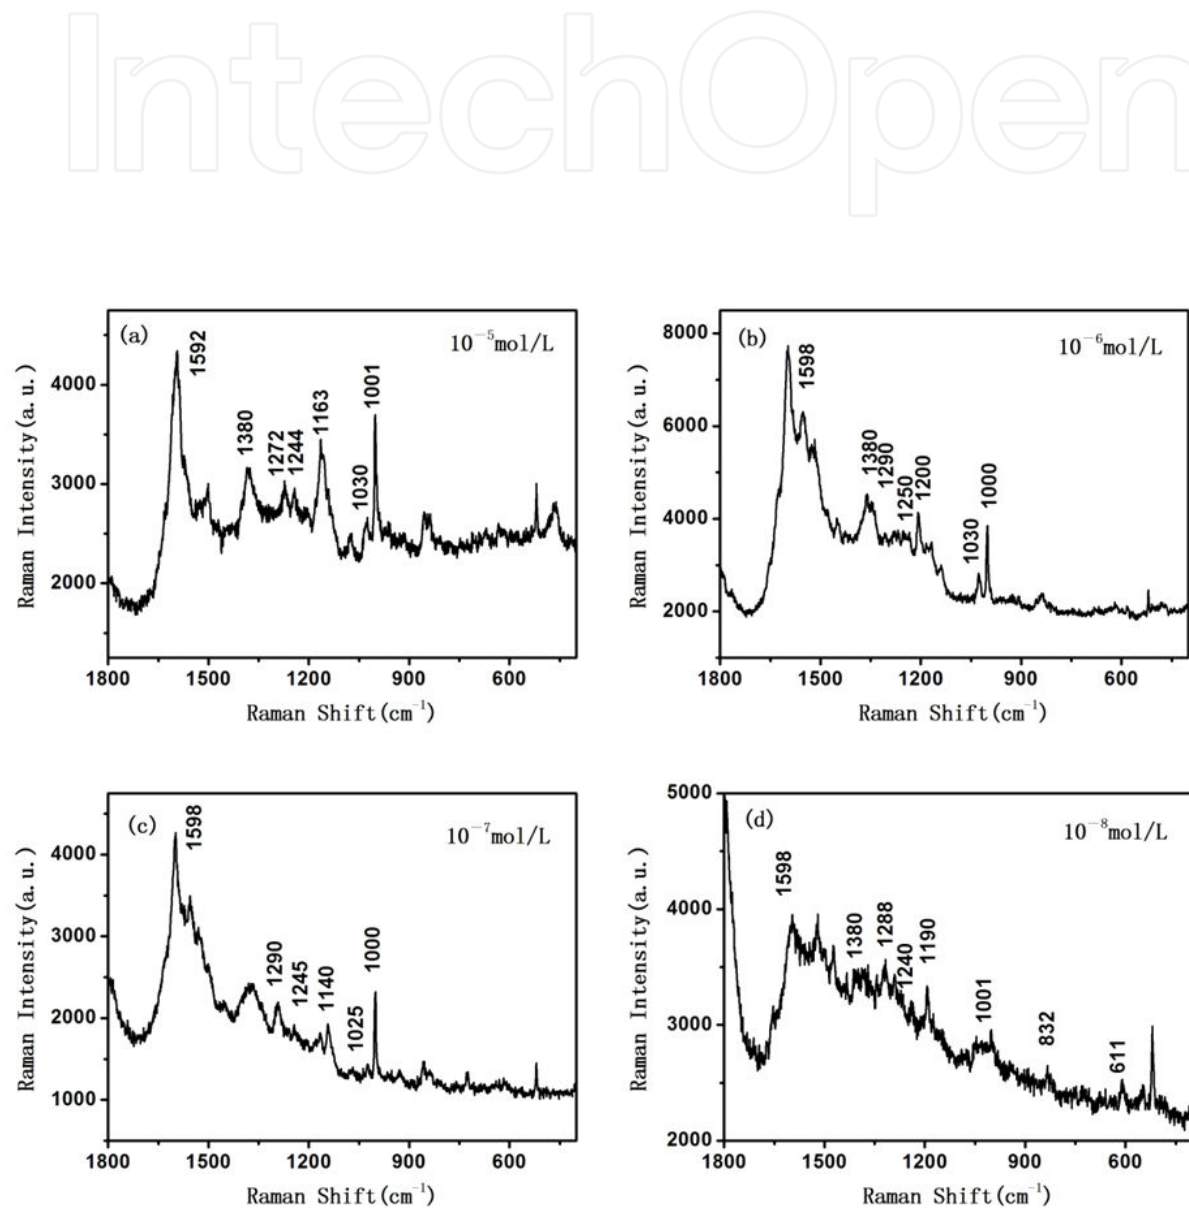 IntechOpen
(a)
10⁻⁵mol/L
1592
1380
1272
1244
1163
1030
1001
4000
3000
2000
Raman Intensity(a.u.)
1800 1500 1200 900 600
Raman Shift(cm⁻¹)
(b)
10⁻⁶mol/L
1598
1380
1290
1250
1200
1030
1000
8000
6000
4000
2000
Raman Intensity(a.u.)
1800 1500 1200 900 600
Raman Shift(cm⁻¹)
(c)
10⁻⁷mol/L
1598
1290
1245
1140
1025
1000
4000
3000
2000
1000
Raman Intensity(a.u.)
1800 1500 1200 900 600
Raman Shift(cm⁻¹)
(d)
10⁻⁸mol/L
1598
1380
1288
1240
1190
1001
832
611
5000
4000
3000
2000
Raman Intensity(a.u.)
1800 1500 1200 900 600
Raman Shift(cm⁻¹)